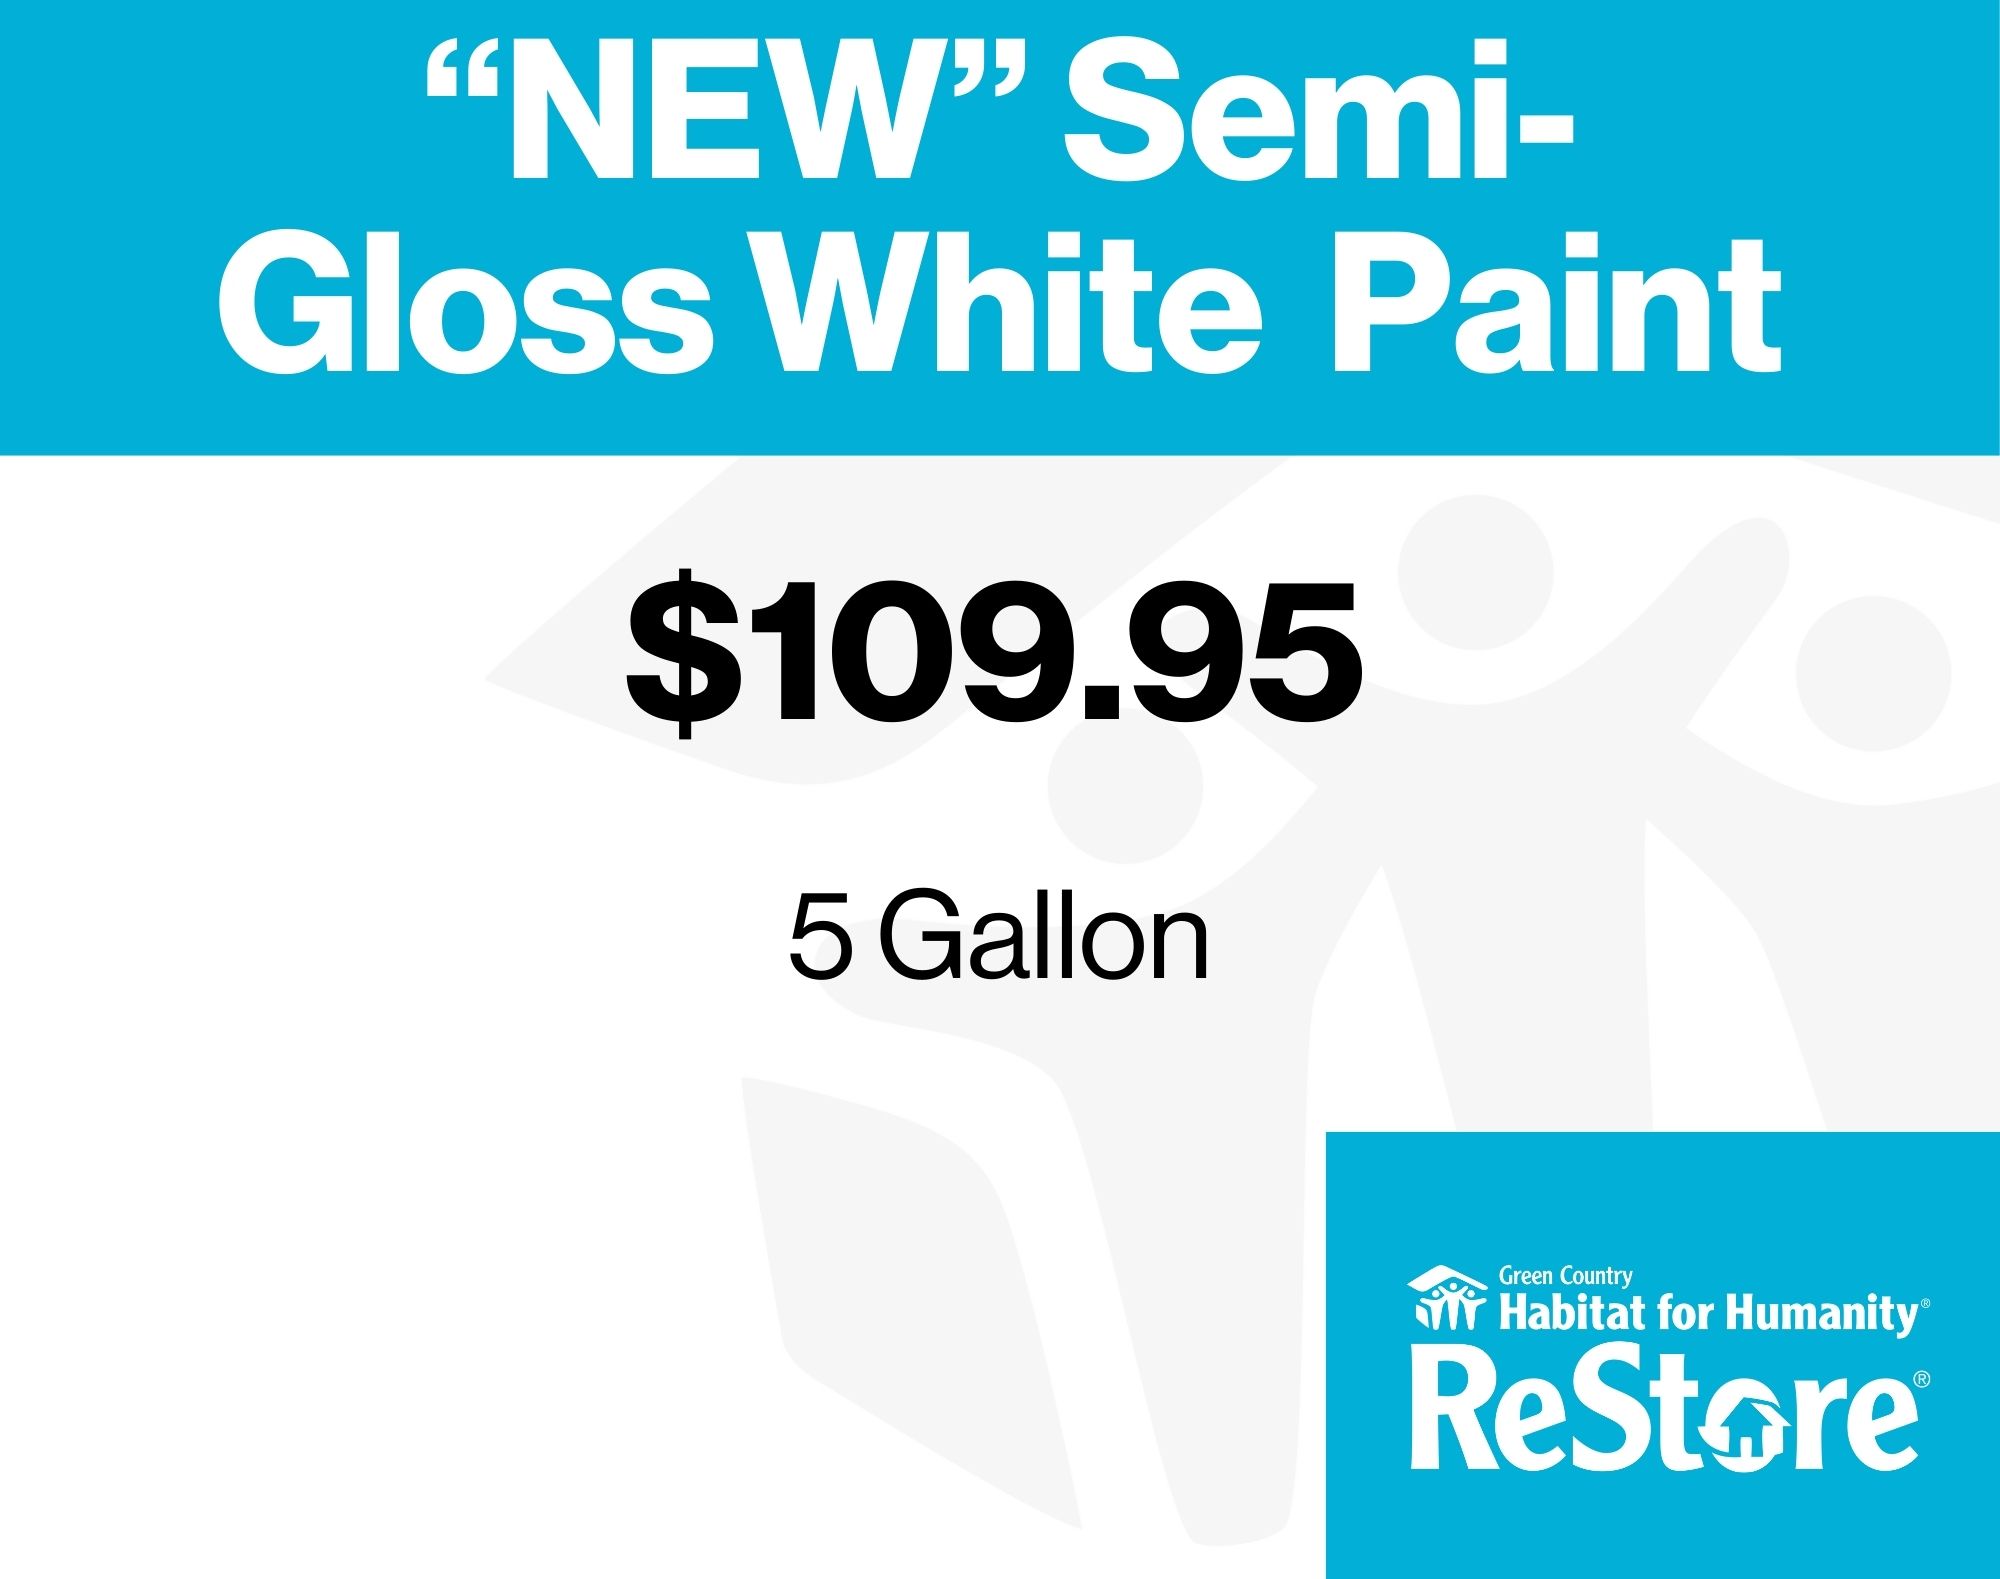 “NEW” Semi-
Gloss White Paint
$109.95
5 Gallon
Green Country
Habitat for Humanity®
ReStore®